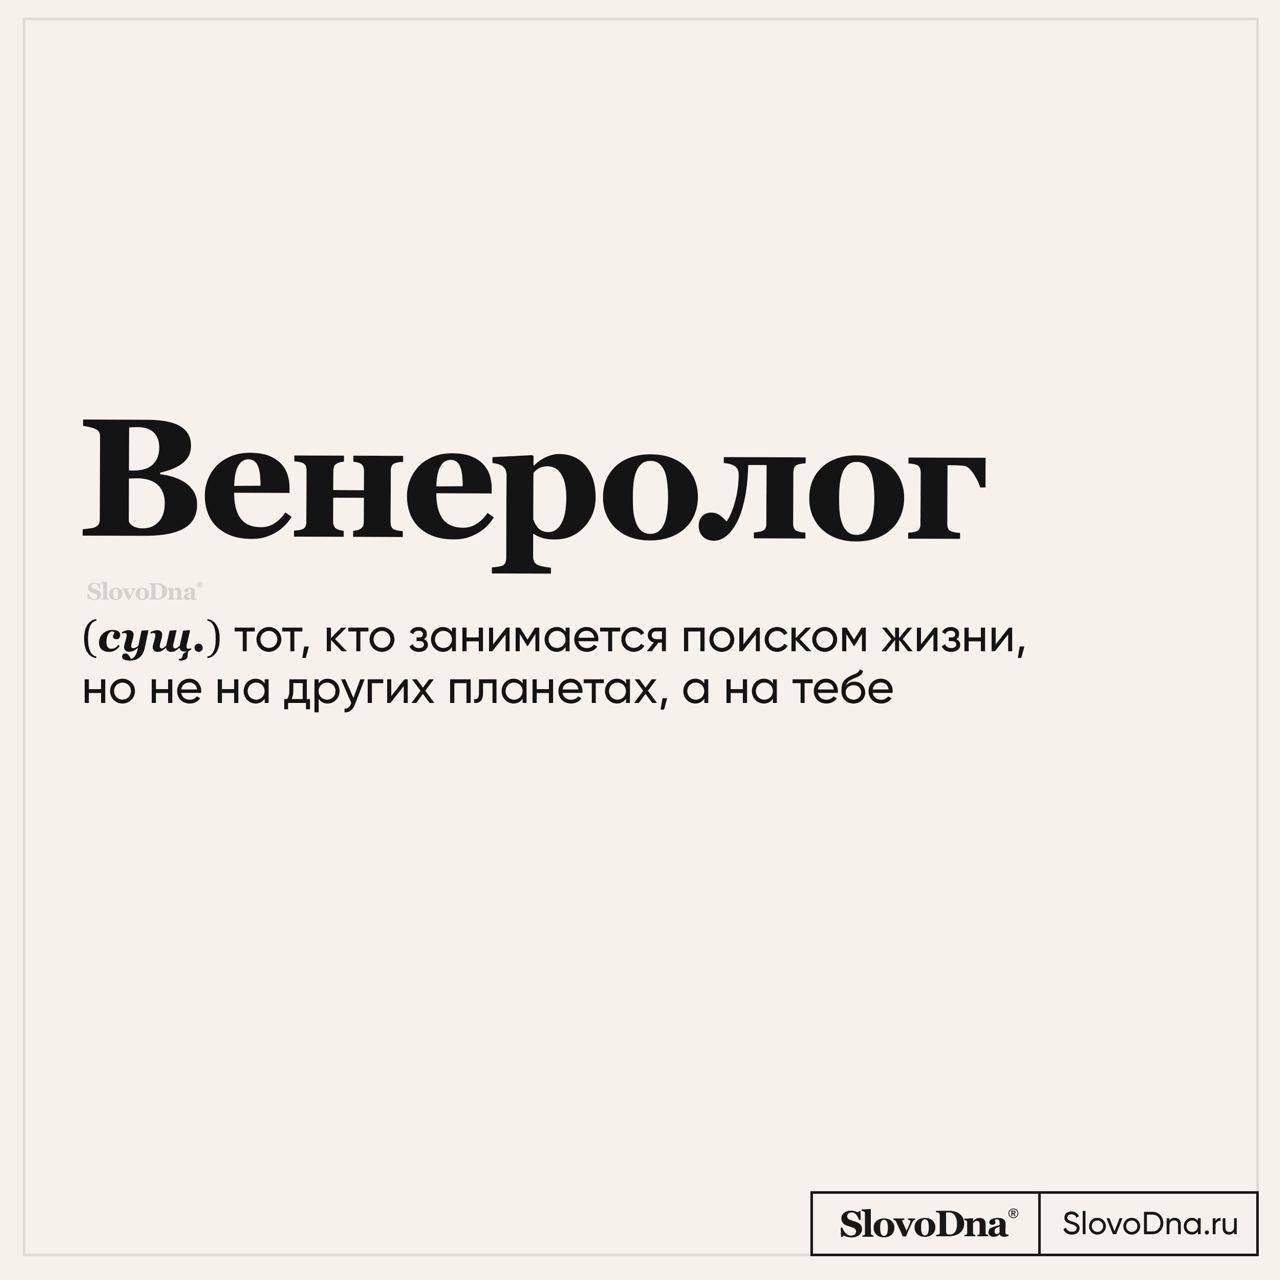 Венеролог
SlovoDna®
(сущ.) тот, кто занимается поиском жизни,
но не на других планетах, а на тебе
SlovoDna® SlovoDna.ru